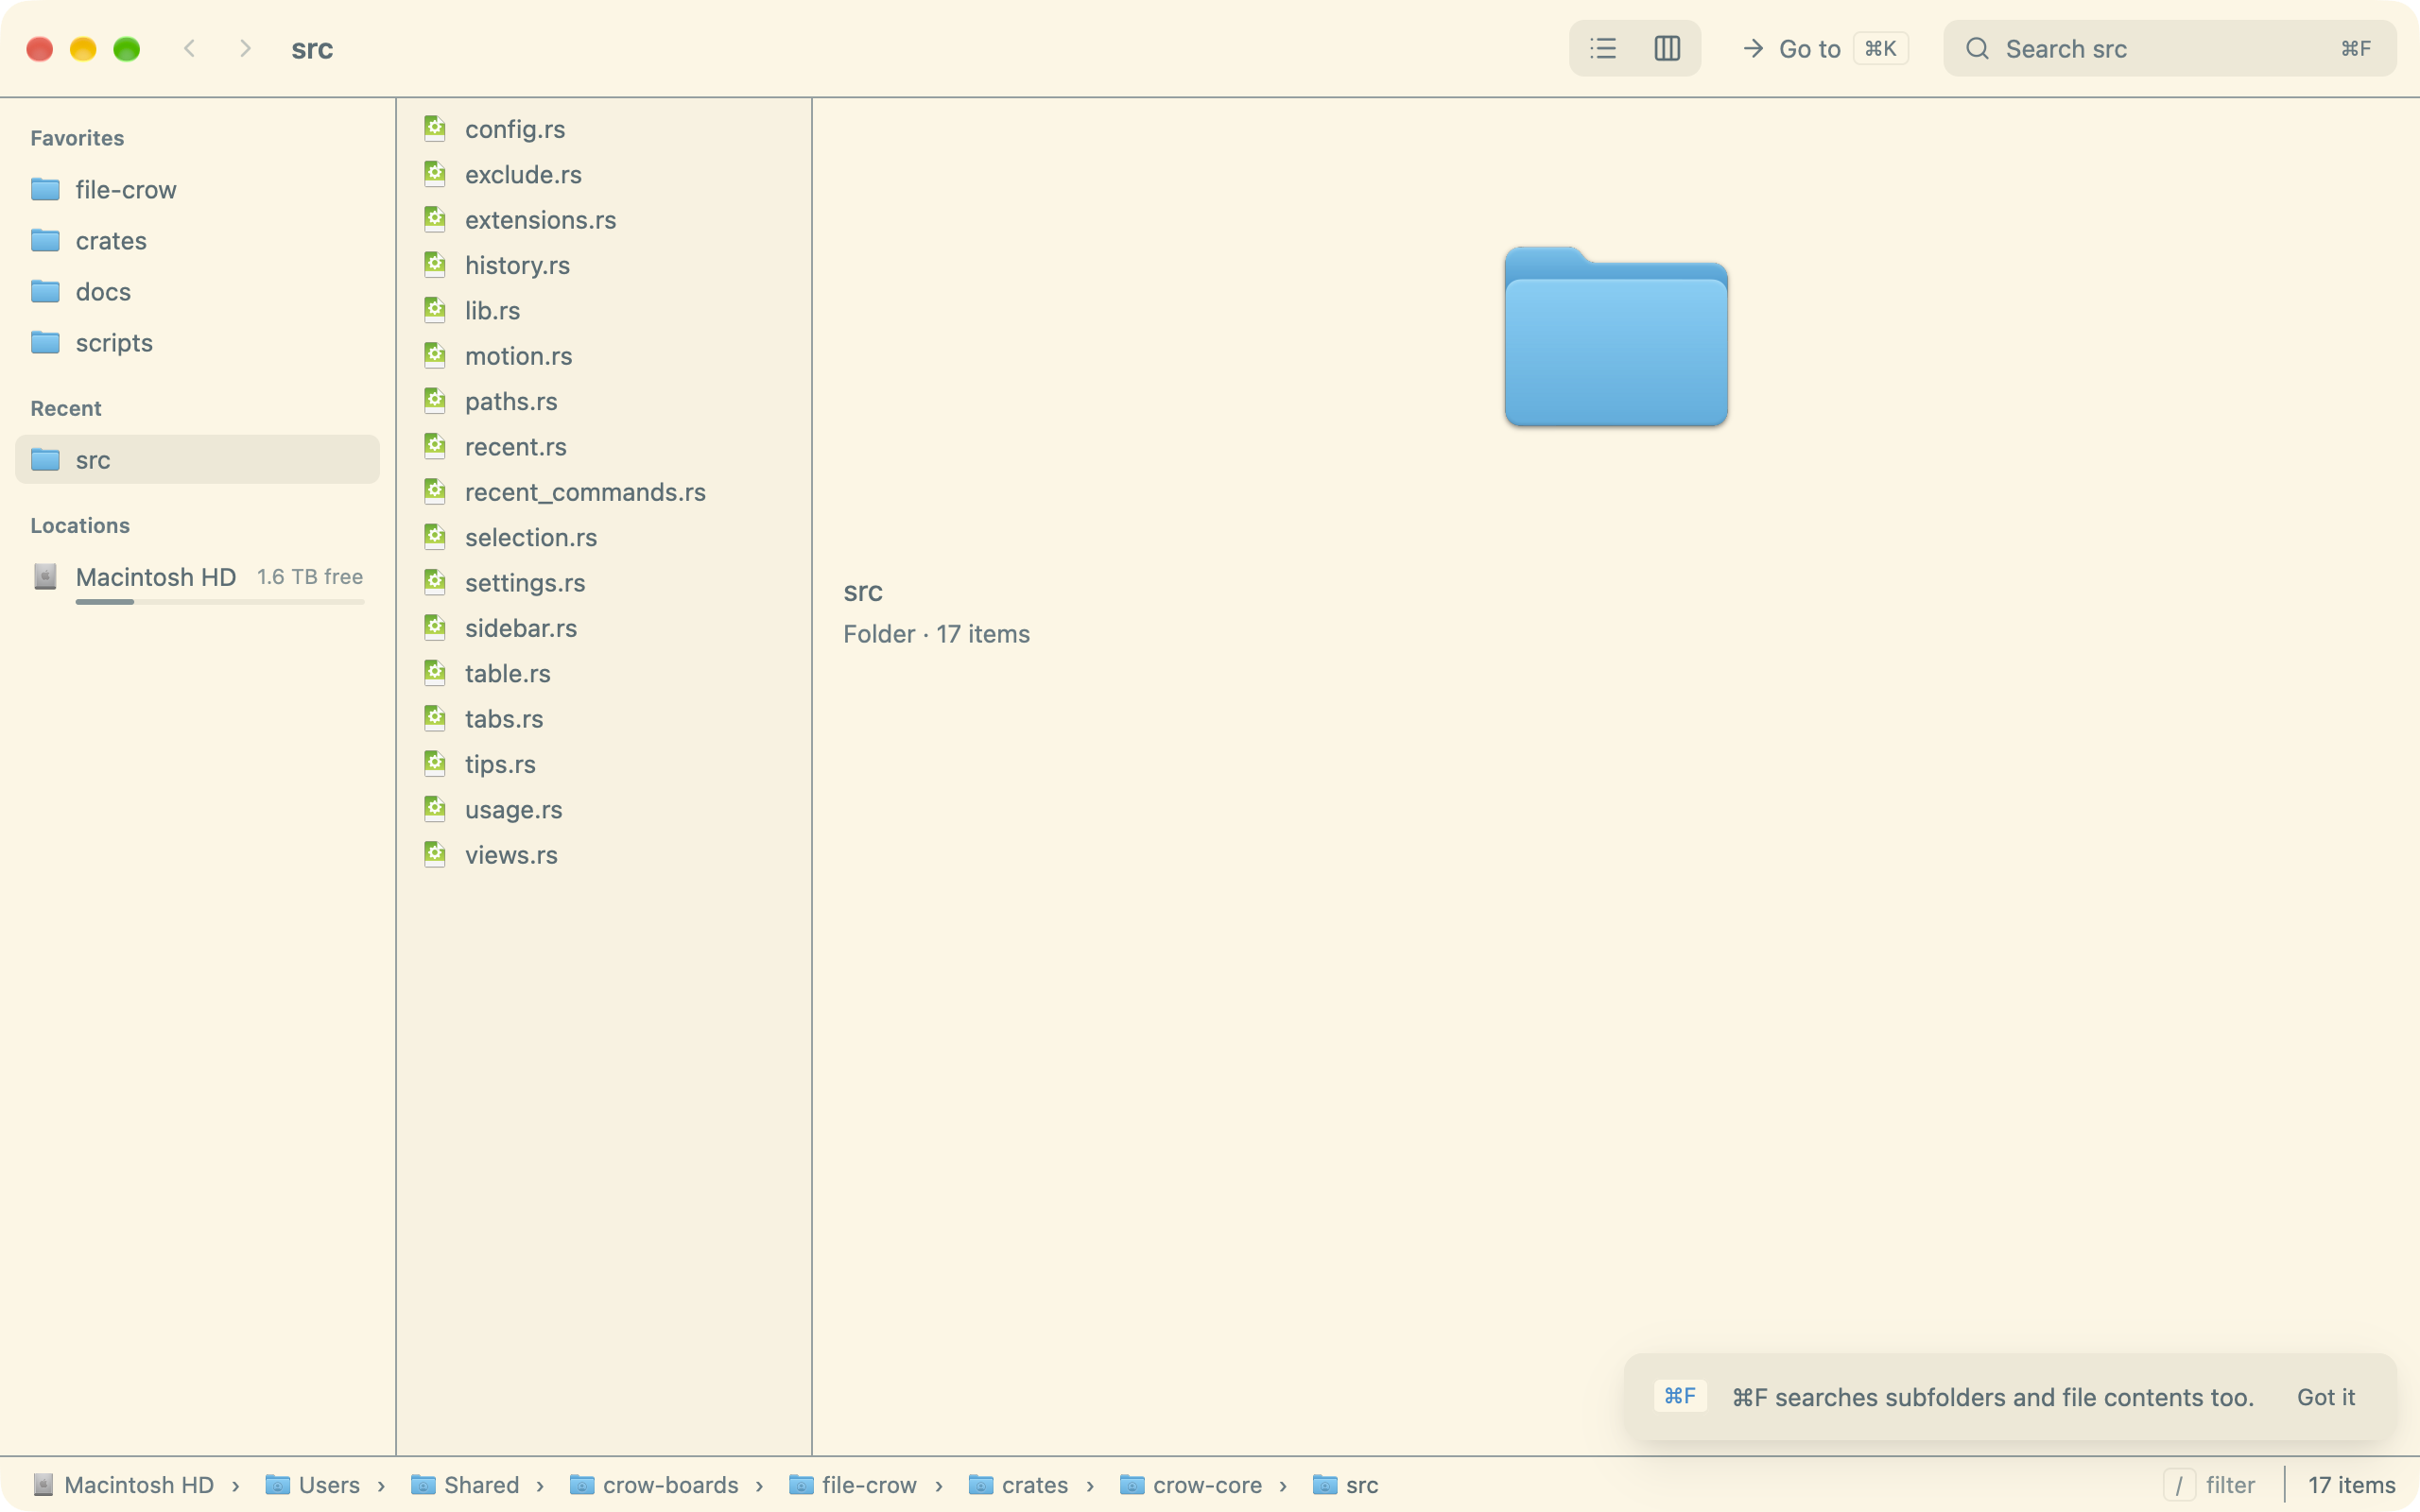 src
Go to ⌘K
Search src ⌘F
Favorites
file-crow
crates
docs
scripts
Recent
src
Locations
Macintosh HD 1.6 TB free
config.rs
exclude.rs
extensions.rs
history.rs
lib.rs
motion.rs
paths.rs
recent.rs
recent_commands.rs
selection.rs
settings.rs
sidebar.rs
table.rs
tabs.rs
tips.rs
usage.rs
views.rs
src
Folder · 17 items
⌘F ⌘F searches subfolders and file contents too. Got it
Macintosh HD › Users › Shared › crow-boards › file-crow › crates › crow-core › src
/ filter 17 items